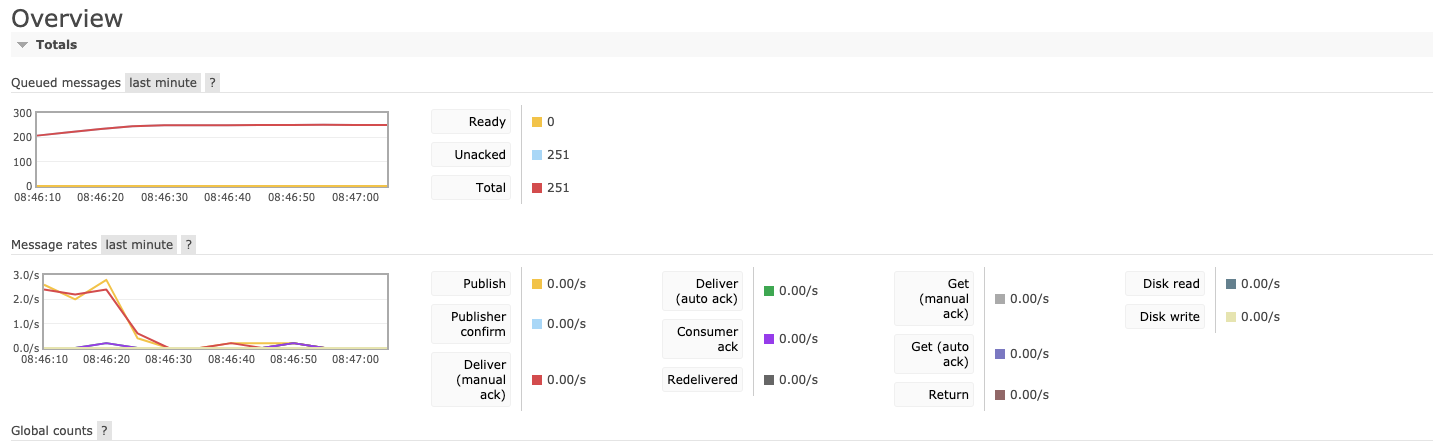 Overview
Totals
Queued messages last minute ?
300
200
100
0
08:46:10 08:46:20 08:46:30 08:46:40 08:46:50 08:47:00
Ready 0
Unacked 251
Total 251
Message rates last minute ?
3.0/s
2.0/s
1.0/s
0.0/s
08:46:10 08:46:20 08:46:30 08:46:40 08:46:50 08:47:00
Publish 0.00/s
Publisher
confirm 0.00/s
Deliver
(manual
ack) 0.00/s
Deliver
(auto ack) 0.00/s
Consumer
ack 0.00/s
Redelivered 0.00/s
Get
(manual
ack) 0.00/s
Get (auto
ack) 0.00/s
Return 0.00/s
Disk read 0.00/s
Disk write 0.00/s
Global counts ?